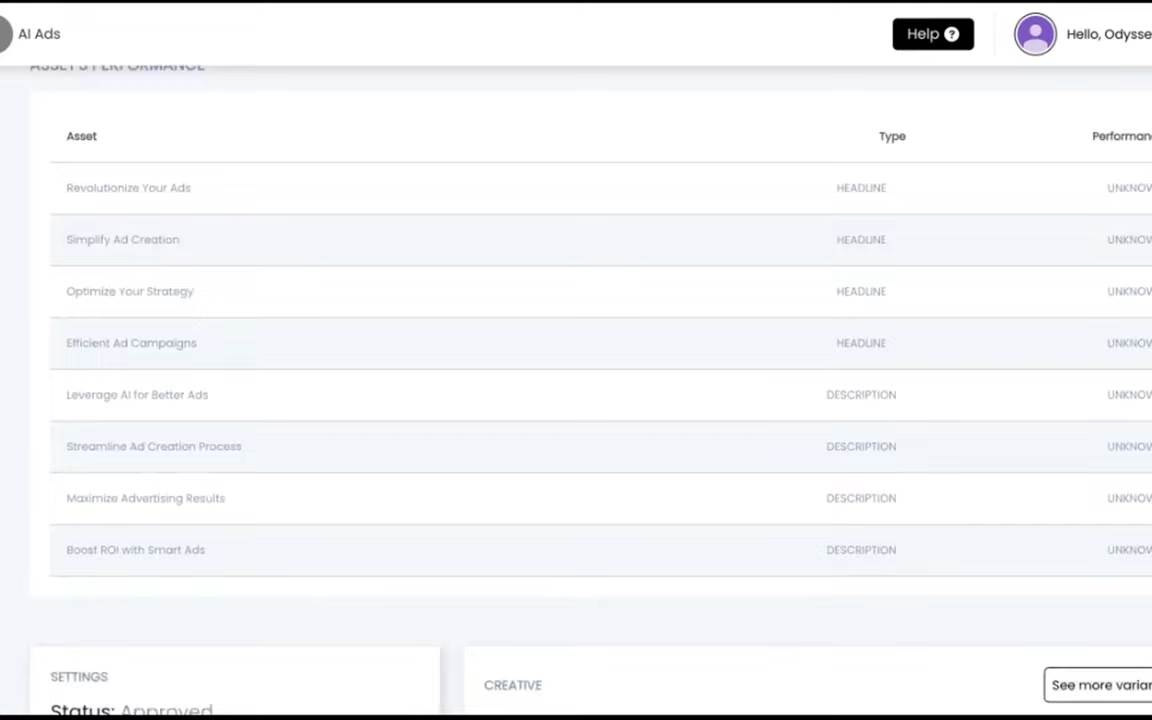 AI Ads
Help ?
Hello, Odysse
ASSETS PERFORMANCE
Asset Type Performan
Revolutionize Your Ads HEADLINE UNKNOW
Simplify Ad Creation HEADLINE UNKNOW
Optimize Your Strategy HEADLINE UNKNOW
Efficient Ad Campaigns HEADLINE UNKNOW
Leverage AI for Better Ads DESCRIPTION UNKNOW
Streamline Ad Creation Process DESCRIPTION UNKNOW
Maximize Advertising Results DESCRIPTION UNKNOW
Boost ROI with Smart Ads DESCRIPTION UNKNOW
SETTINGS
Status: Approved
CREATIVE
See more varian